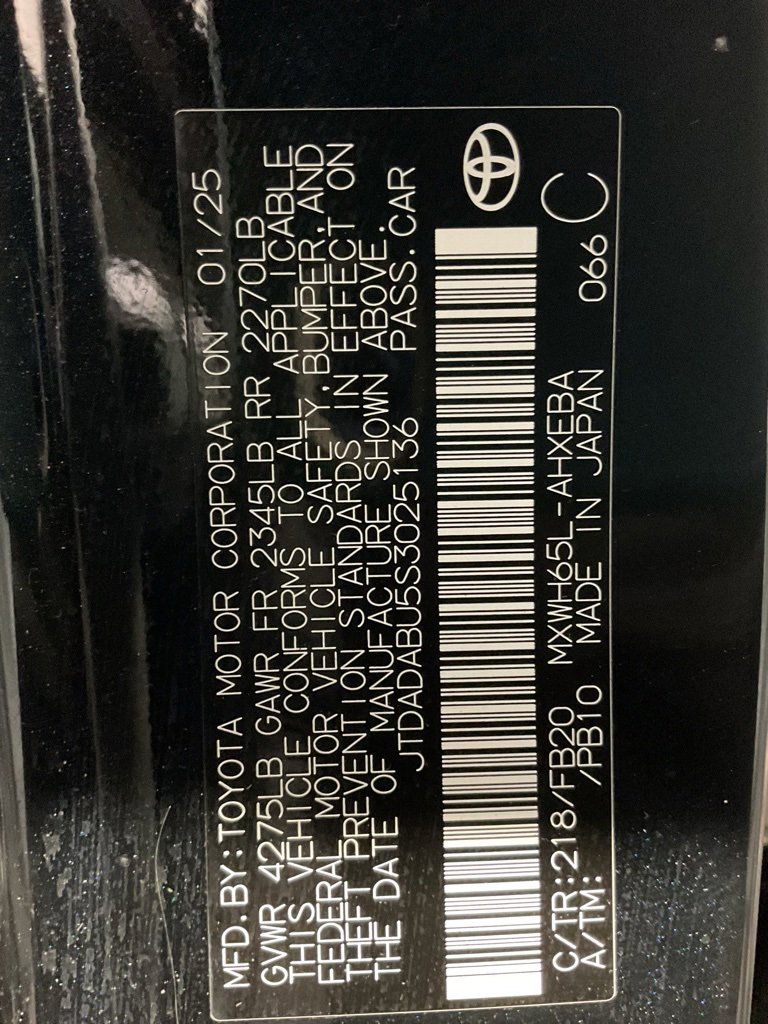 MFD.BY:TOYOTA MOTOR CORPORATION 01/25
GVWR 4275LB GAWR FR 2345LB RR 2270LB
THIS VEHICLE CONFORMS TO ALL APPLICABLE
FEDERAL MOTOR VEHICLE SAFETY,BUMPER,AND
THEFT PREVENTION STANDARDS IN EFFECT ON
THE DATE OF MANUFACTURE SHOWN ABOVE.
JTDADABU5S3025136 PASS.CAR
C/TR:218/FB20 MXWH65L-AHXEBA 066 C
A/TM: /PB10 MADE IN JAPAN